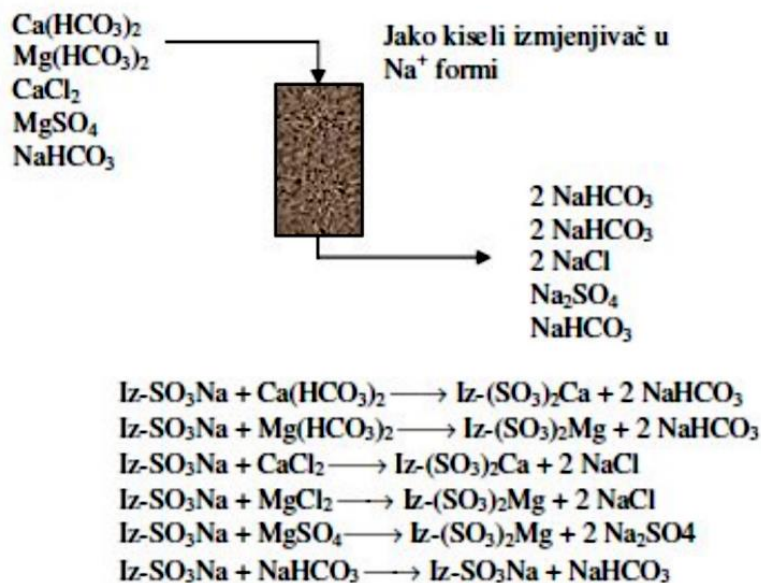 Ca(HCO₃)₂
Mg(HCO₃)₂
CaCl₂
MgSO₄
NaHCO₃
Jako kiseli izmjenjivač u
Na⁺ formi
2 NaHCO₃
2 NaHCO₃
2 NaCl
Na₂SO₄
NaHCO₃
Iz-SO₃Na + Ca(HCO₃)₂ ⟶ Iz-(SO₃)₂Ca + 2 NaHCO₃
Iz-SO₃Na + Mg(HCO₃)₂ ⟶ Iz-(SO₃)₂Mg + 2 NaHCO₃
Iz-SO₃Na + CaCl₂ ⟶ Iz-(SO₃)₂Ca + 2 NaCl
Iz-SO₃Na + MgCl₂ ⟶ Iz-(SO₃)₂Mg + 2 NaCl
Iz-SO₃Na + MgSO₄ ⟶ Iz-(SO₃)₂Mg + 2 Na₂SO4
Iz-SO₃Na + NaHCO₃ ⟶ Iz-SO₃Na + NaHCO₃